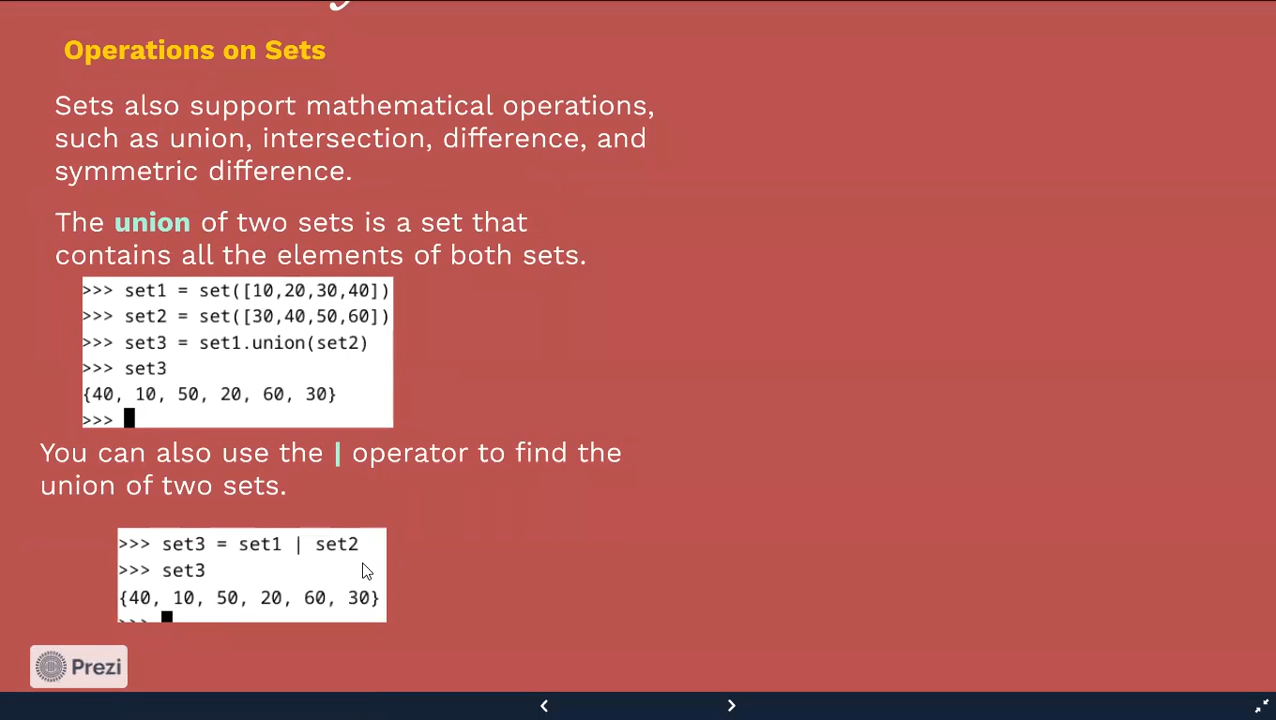 Operations on Sets
Sets also support mathematical operations,
such as union, intersection, difference, and
symmetric difference.
The union of two sets is a set that
contains all the elements of both sets.
>>> set1 = set([10,20,30,40])
>>> set2 = set([30,40,50,60])
>>> set3 = set1.union(set2)
>>> set3
{40, 10, 50, 20, 60, 30}
>>>
You can also use the | operator to find the
union of two sets.
>>> set3 = set1 | set2
>>> set3
{40, 10, 50, 20, 60, 30}
>>>
Prezi